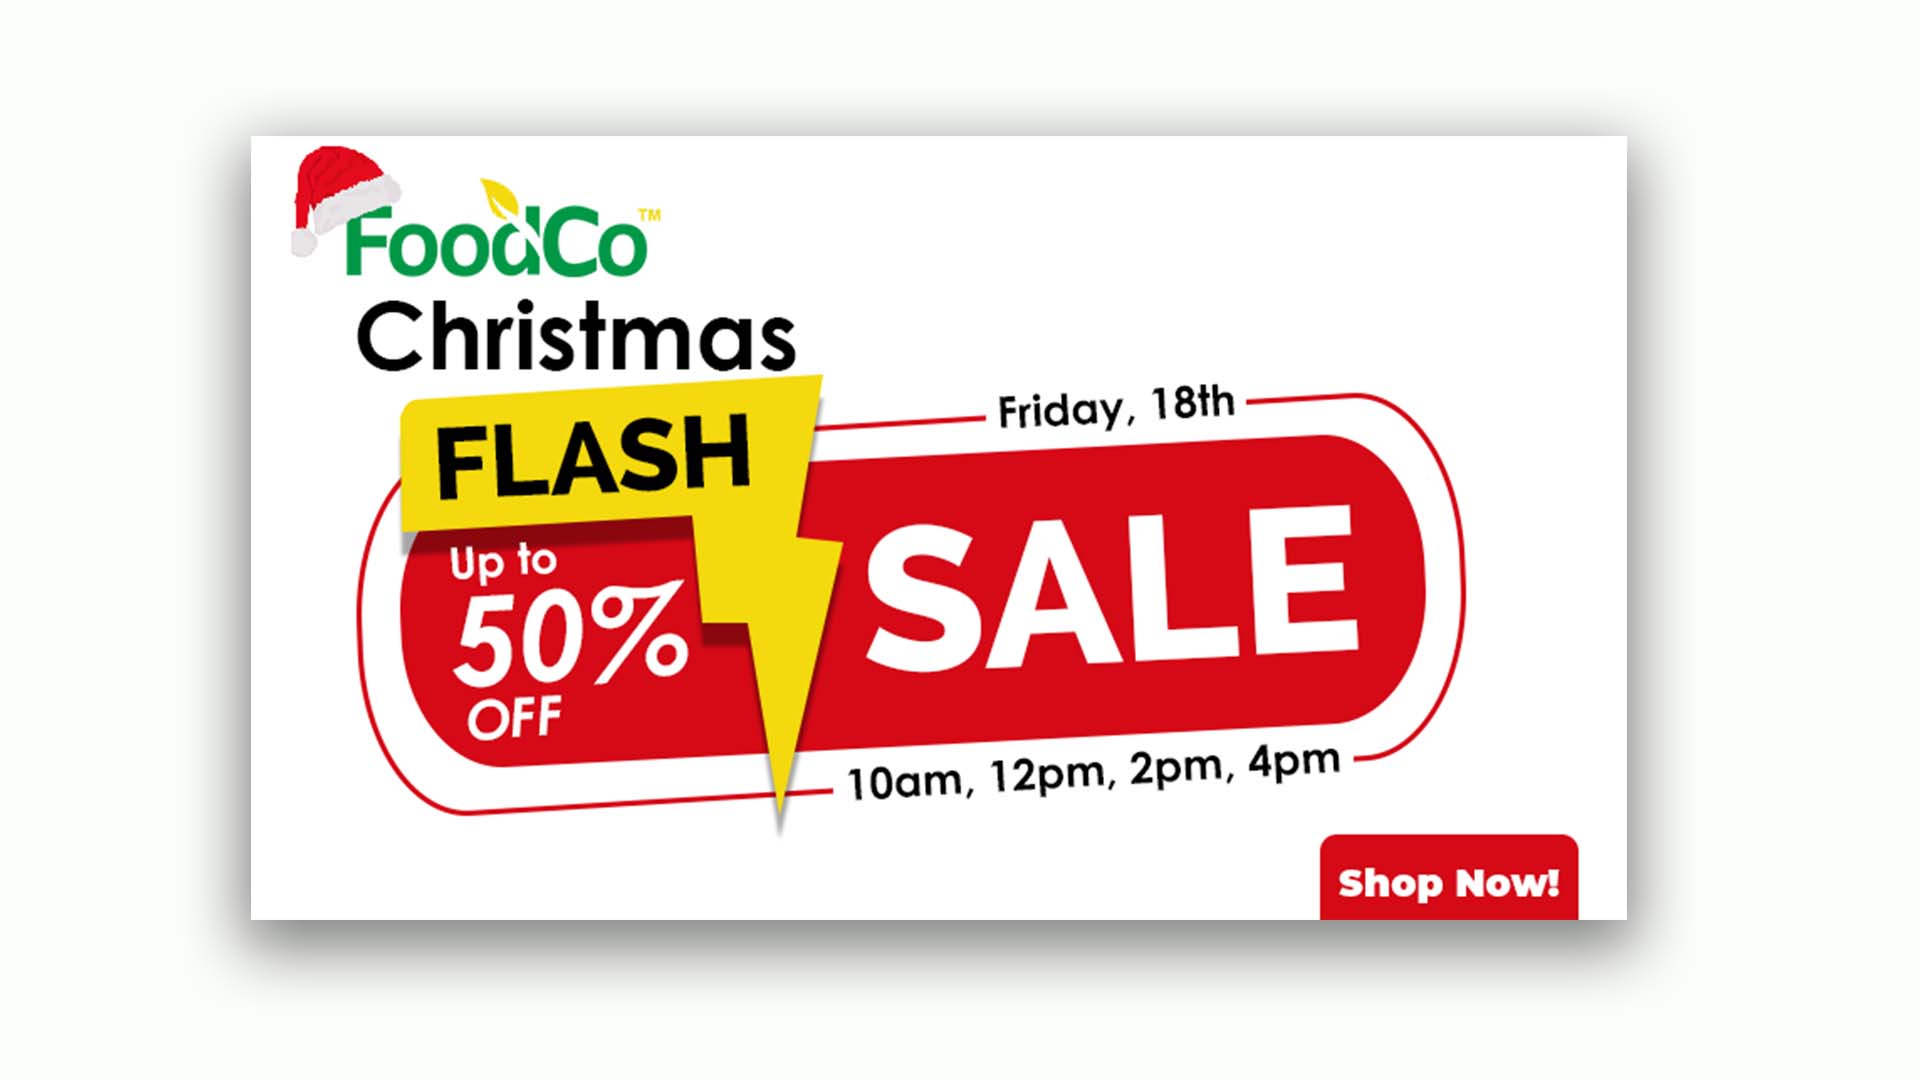 FoodCo™
Christmas
FLASH
Friday, 18th
Up to
50%
OFF
SALE
10am, 12pm, 2pm, 4pm
Shop Now!